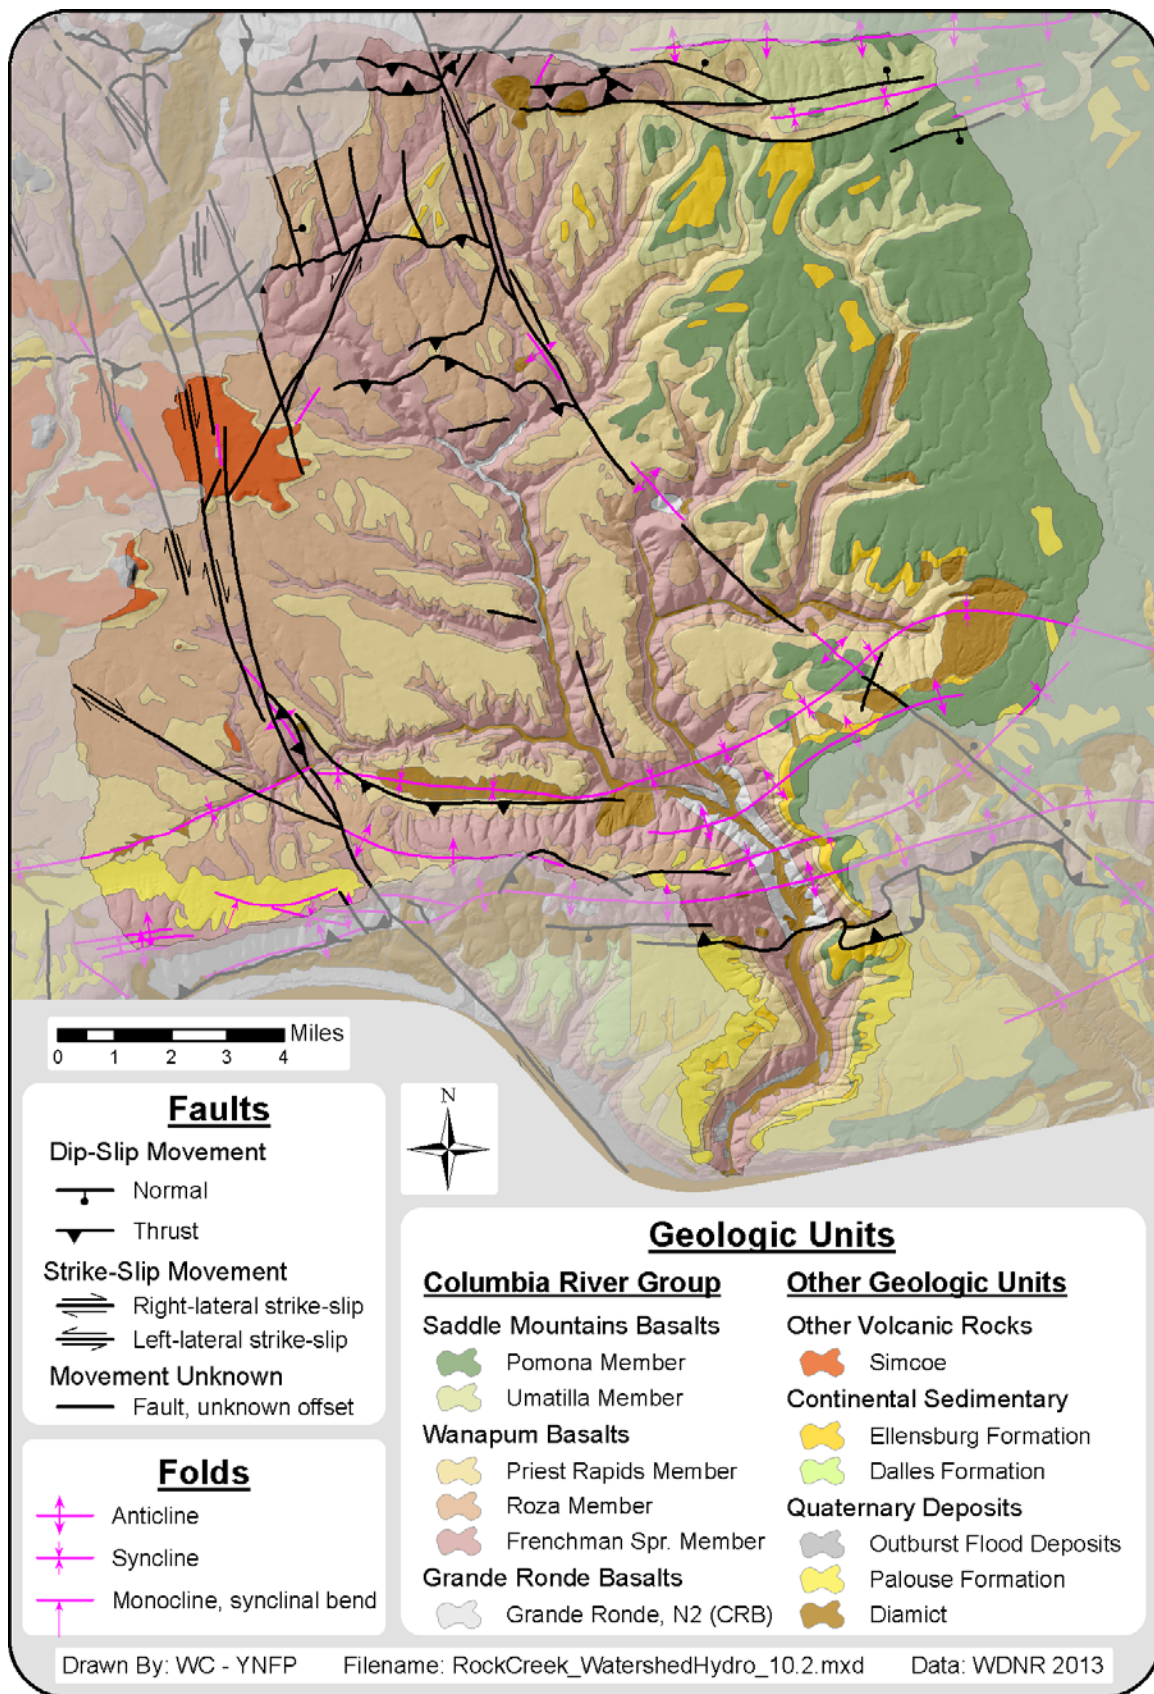 Miles
0 1 2 3 4
N
Faults
Dip-Slip Movement
Normal
Thrust
Strike-Slip Movement
Right-lateral strike-slip
Left-lateral strike-slip
Movement Unknown
Fault, unknown offset
Folds
Anticline
Syncline
Monocline, synclinal bend
Geologic Units
Columbia River Group
Saddle Mountains Basalts
Pomona Member
Umatilla Member
Wanapum Basalts
Priest Rapids Member
Roza Member
Frenchman Spr. Member
Grande Ronde Basalts
Grande Ronde, N2 (CRB)
Other Geologic Units
Other Volcanic Rocks
Simcoe
Continental Sedimentary
Ellensburg Formation
Dalles Formation
Quaternary Deposits
Outburst Flood Deposits
Palouse Formation
Diamict
Drawn By: WC - YNFP Filename: RockCreek_WatershedHydro_10.2.mxd Data: WDNR 2013